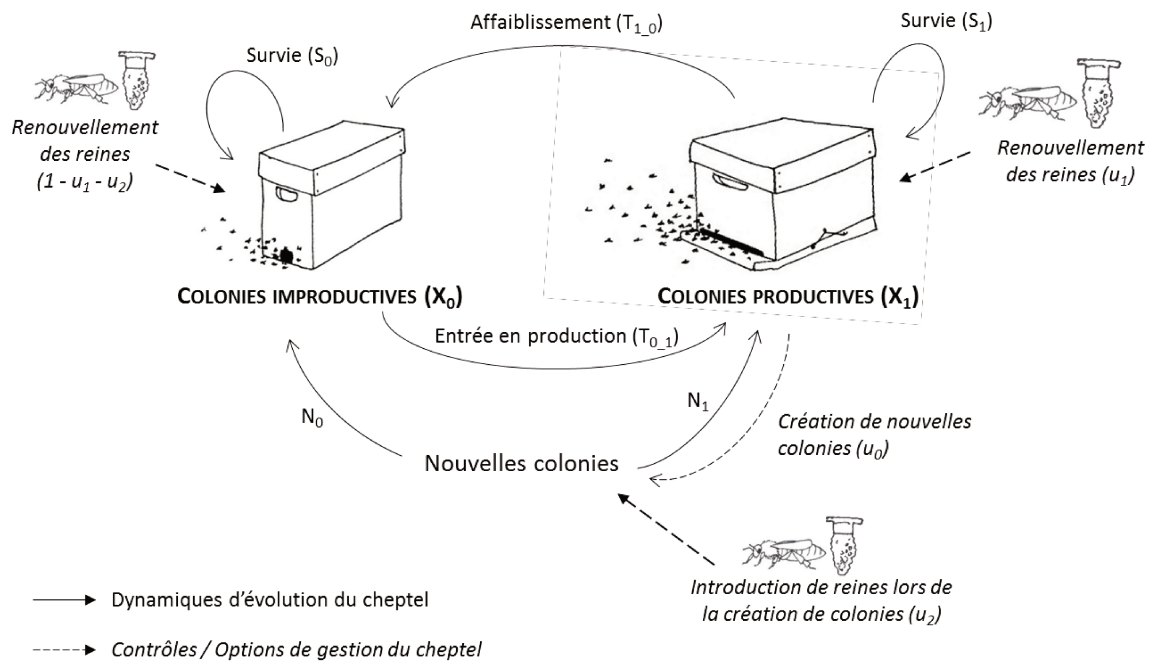 Affaiblissement (T1_0)
Survie (S1)
Survie (S0)
Renouvellement
des reines
(1 - u1 - u2)
Renouvellement
des reines (u1)
COLONIES IMPRODUCTIVES (X0)
COLONIES PRODUCTIVES (X1)
Entrée en production (T0_1)
N0
N1
Création de nouvelles
colonies (u0)
Nouvelles colonies
Introduction de reines lors de
la création de colonies (u2)
Dynamiques d’évolution du cheptel
Contrôles / Options de gestion du cheptel